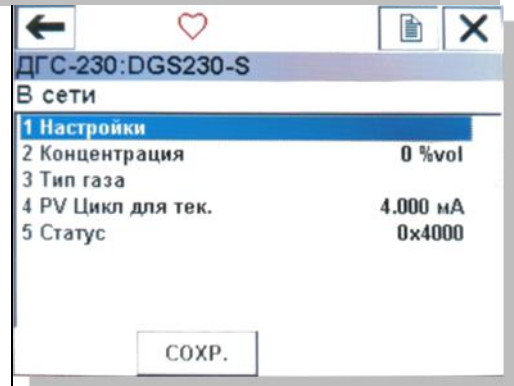 ДГС-230:DGS230-S
В сети
1 Настройки
2 Концентрация 0 %vol
3 Тип газа
4 PV Цикл для тек. 4.000 мА
5 Статус 0x4000
СОХР.